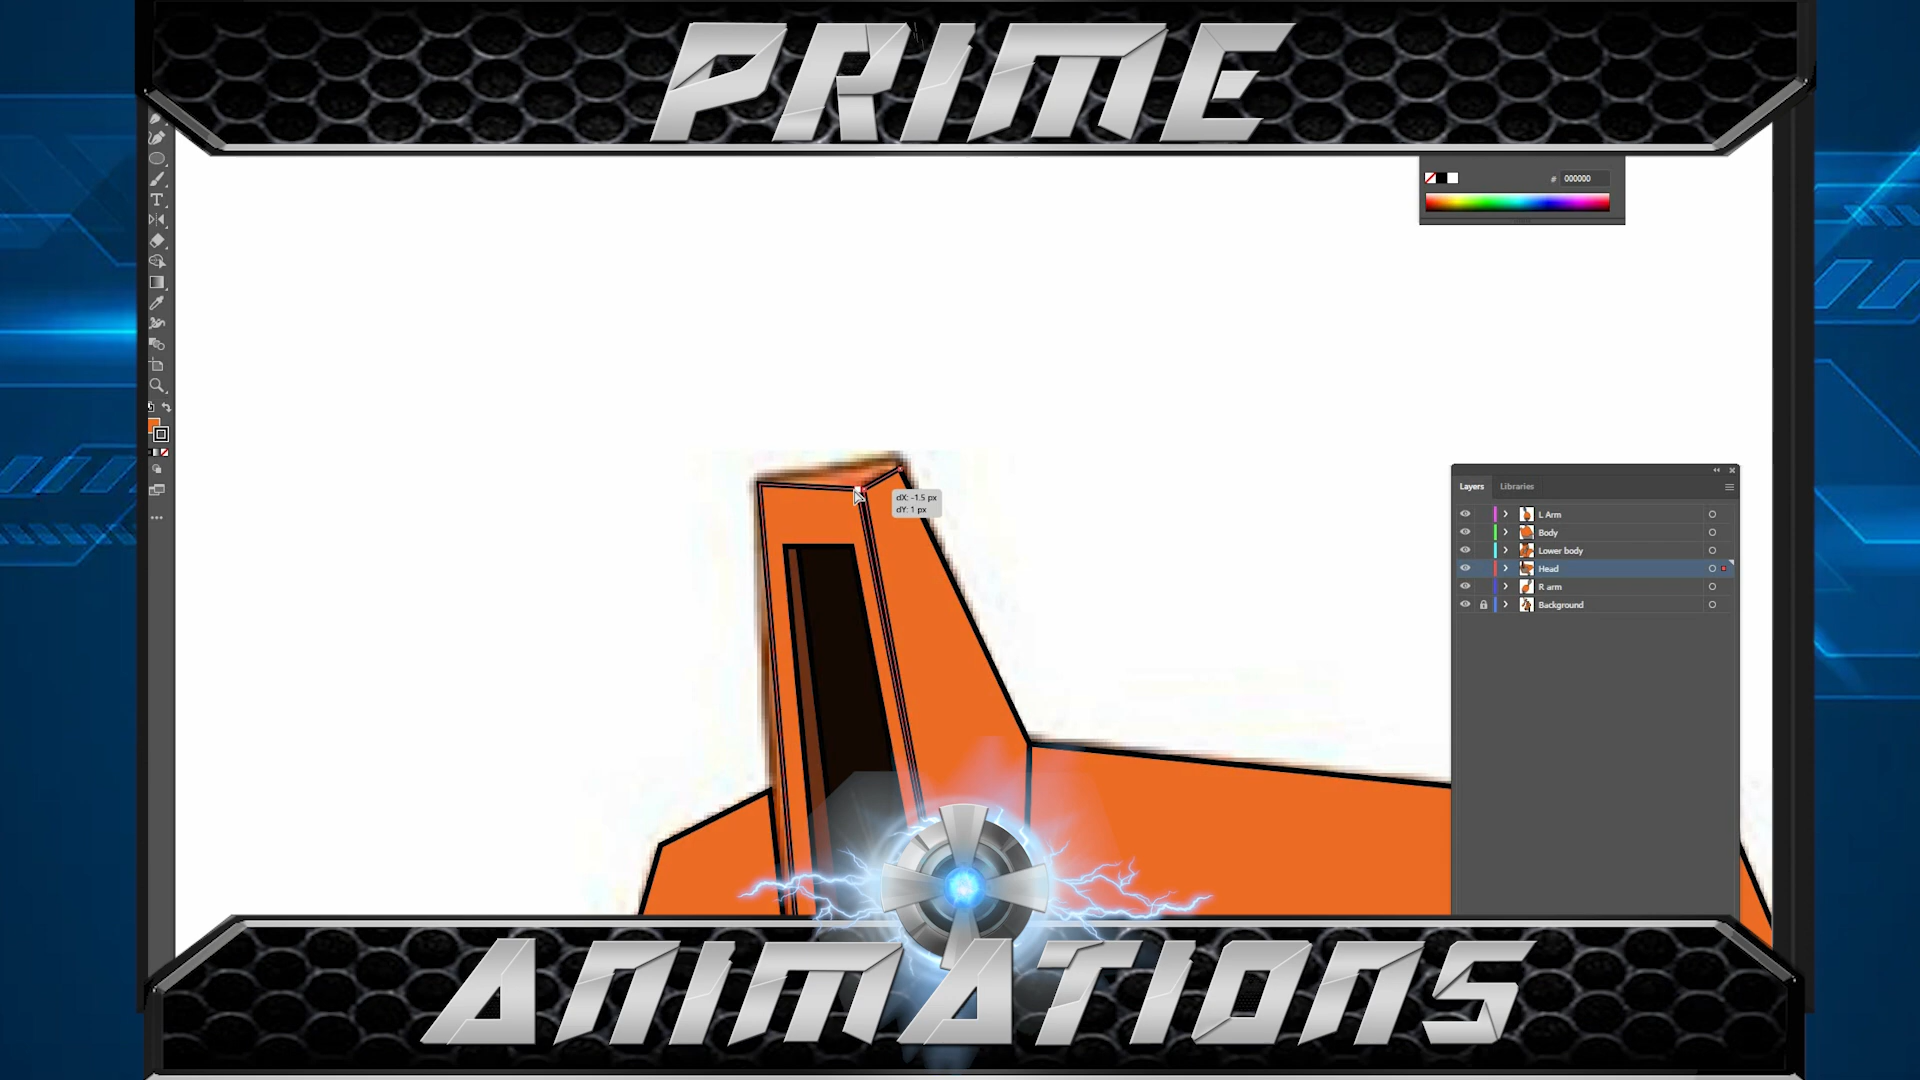 PRIME
# 000000
dX: -1.5 px
dY: 1 px
Layers Libraries
L Arm
Body
Lower body
Head
R arm
Background
ANIMATIONS